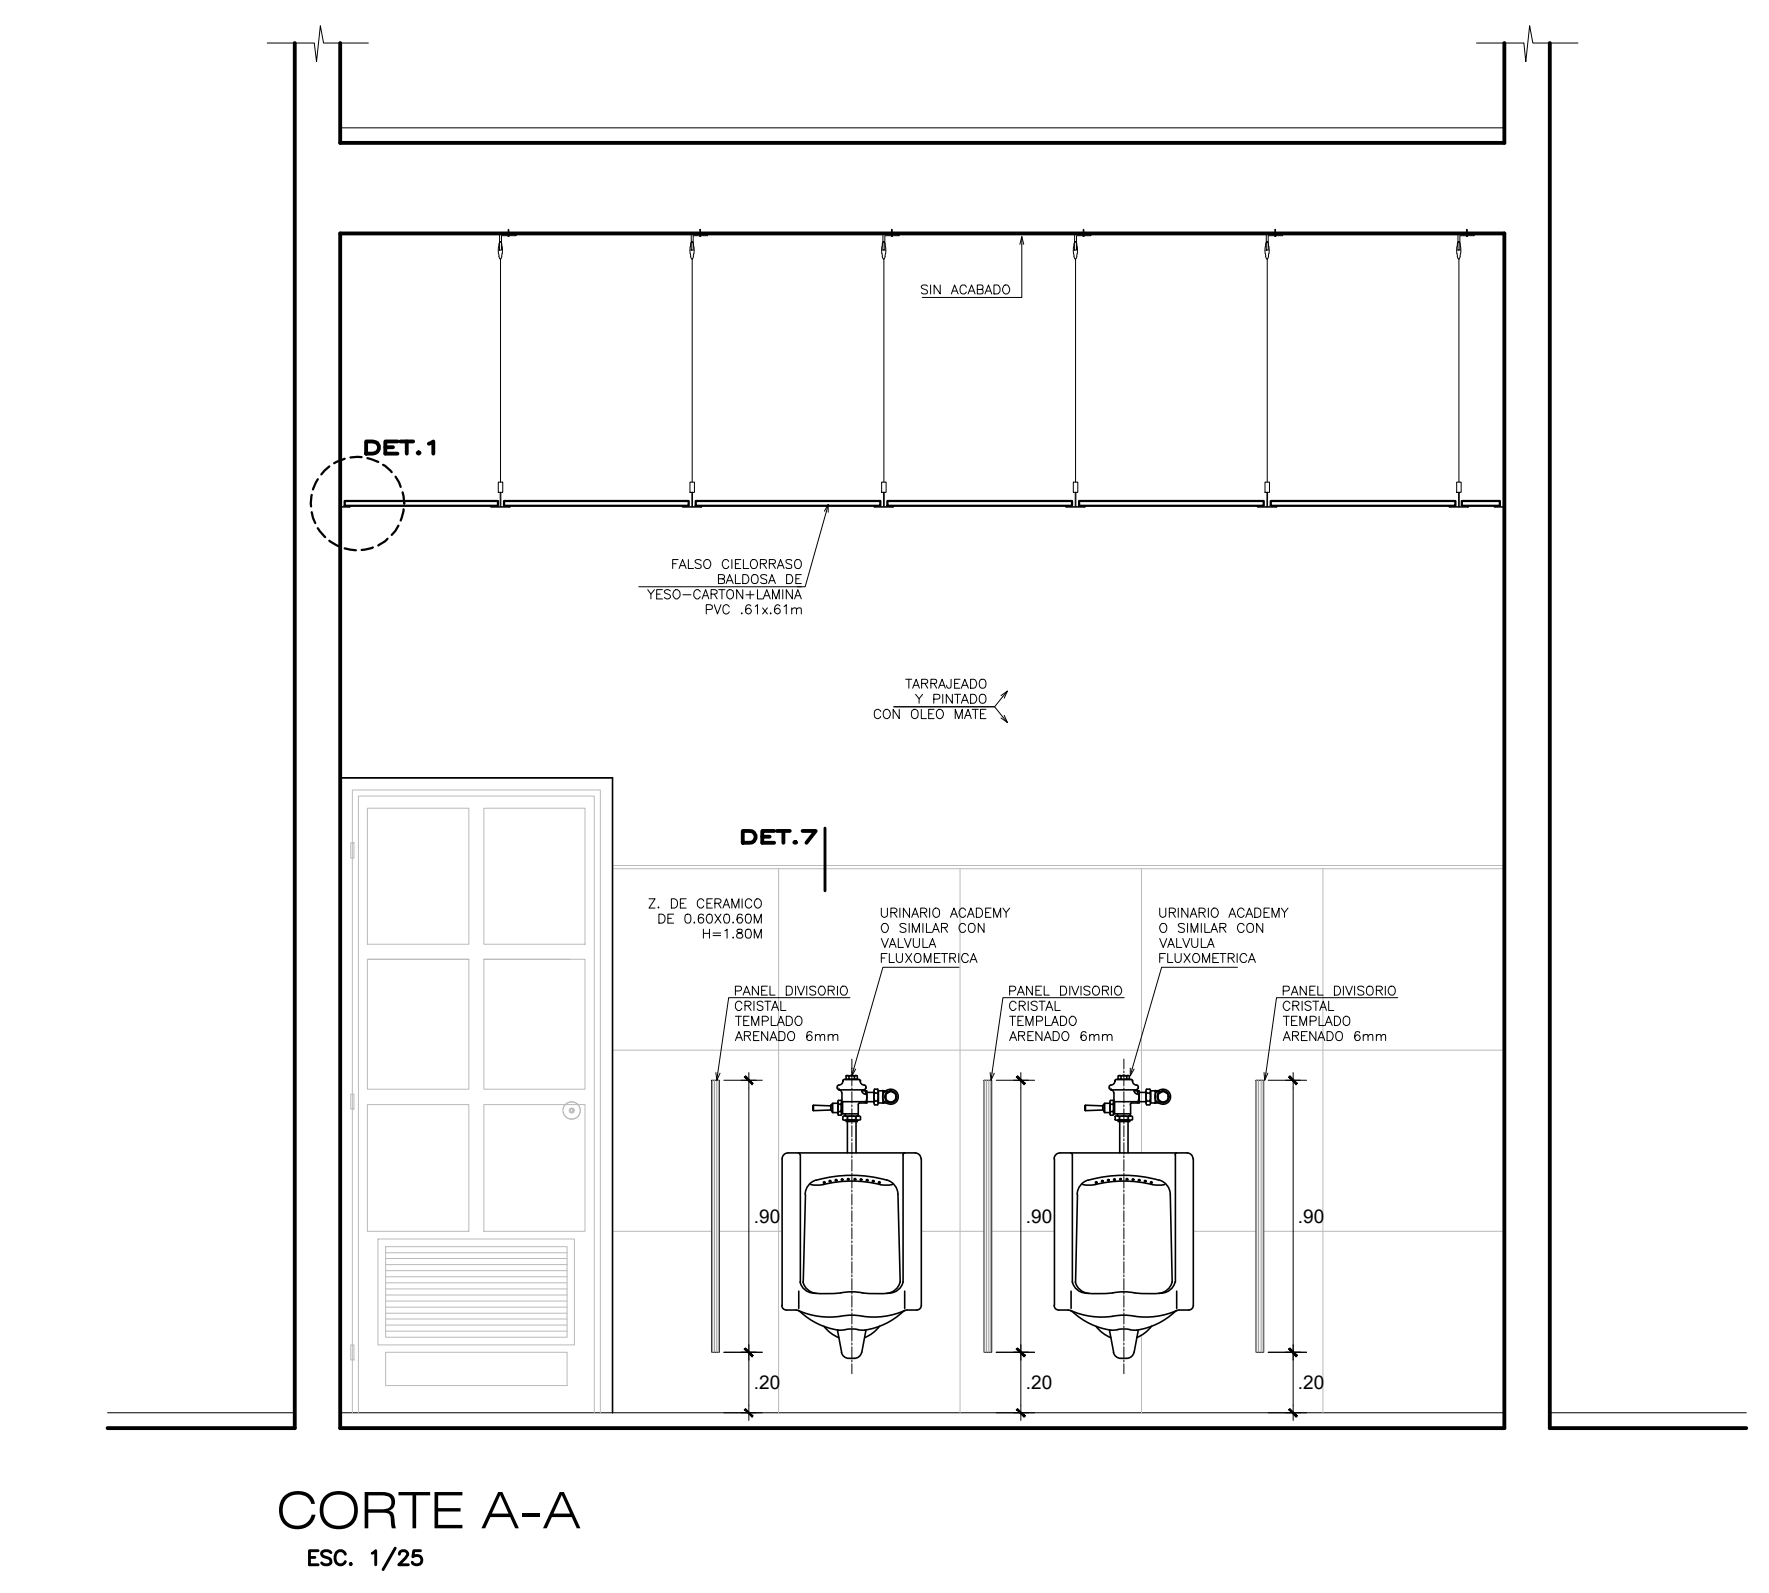 SIN ACABADO
DET.1
FALSO CIELORRASO
BALDOSA DE
YESO-CARTON+LAMINA
PVC .61x.61m
TARRAJEADO
Y PINTADO
CON OLEO MATE
DET.7
Z. DE CERAMICO
DE 0.60X0.60M
H=1.80M
URINARIO ACADEMY
O SIMILAR CON
VALVULA
FLUXOMETRICA
URINARIO ACADEMY
O SIMILAR CON
VALVULA
FLUXOMETRICA
PANEL DIVISORIO
CRISTAL
TEMPLADO
ARENADO 6mm
PANEL DIVISORIO
CRISTAL
TEMPLADO
ARENADO 6mm
PANEL DIVISORIO
CRISTAL
TEMPLADO
ARENADO 6mm
.90
.90
.90
.20
.20
.20
CORTE A-A
ESC. 1/25